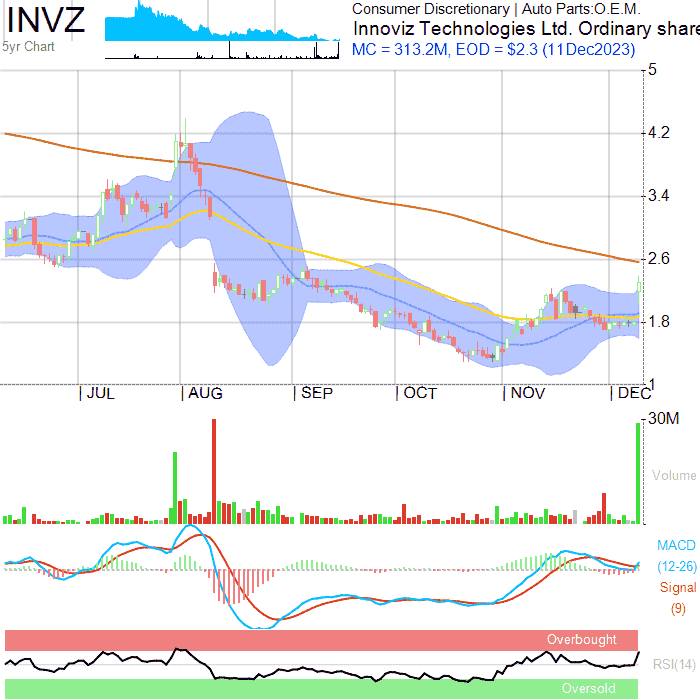 INVZ
5yr Chart
Consumer Discretionary | Auto Parts:O.E.M.
Innoviz Technologies Ltd. Ordinary share
MC = 313.2M, EOD = $2.3 (11Dec2023)
5
4.2
3.4
2.6
1.8
1
JUL AUG SEP OCT NOV DEC
30M
Volume
MACD
(12-26)
Signal
(9)
Overbought
RSI(14)
Oversold